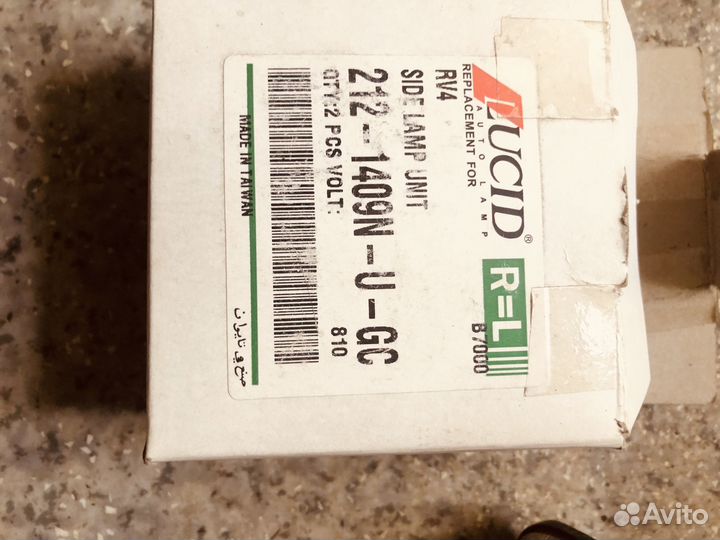 LUCID®
AUTO LAMP
REPLACEMENT FOR
R=L
RV4
B7000
SIDE LAMP UNIT
212-1409N-U-GC
QTY:2 PCS VOLT:
810
MADE IN TAIWAN
صنع في تايوان
Avito